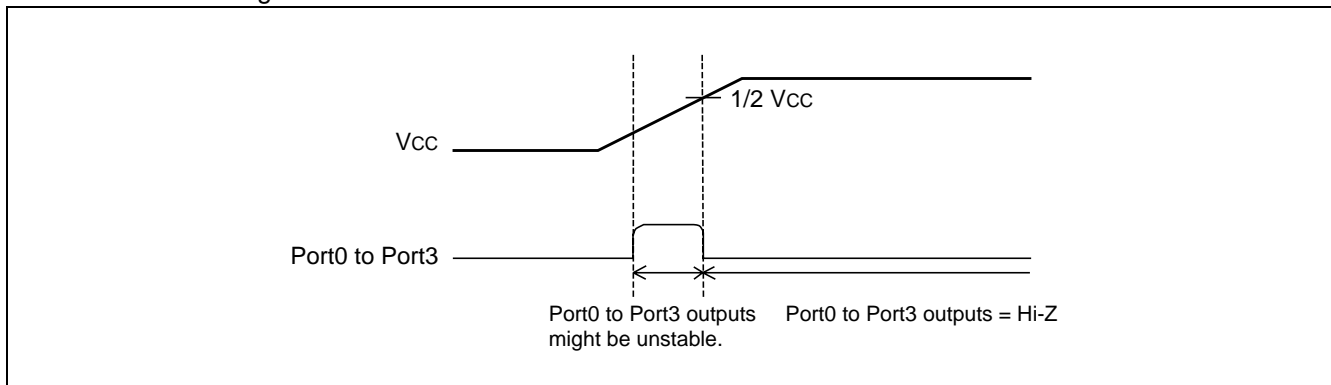 1/2 VCC
VCC
Port0 to Port3
Port0 to Port3 outputs
might be unstable.
Port0 to Port3 outputs = Hi-Z